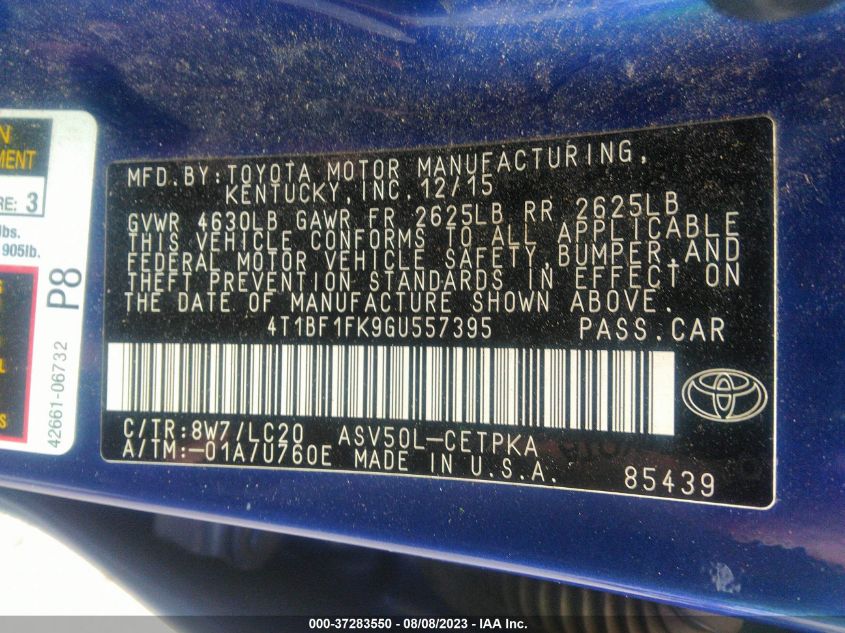 N
MENT
RE: 3
lbs.
905lb.
S
P8
42661-06732
MFD.BY:TOYOTA MOTOR MANUFACTURING,
KENTUCKY,INC.12/15
GVWR 4630LB GAWR FR 2625LB RR 2625LB
THIS VEHICLE CONFORMS TO ALL APPLICABLE
FEDERAL MOTOR VEHICLE SAFETY,BUMPER,AND
THEFT PREVENTION STANDARDS IN EFFECT ON
THE DATE OF MANUFACTURE SHOWN ABOVE.
4T1BF1FK9GU557395 PASS.CAR
C/TR:8W7/LC20 ASV50L-CETPKA
A/TM:-01A/U760E MADE IN U.S.A.
85439
000-37283550 - 08/08/2023 - IAA Inc.